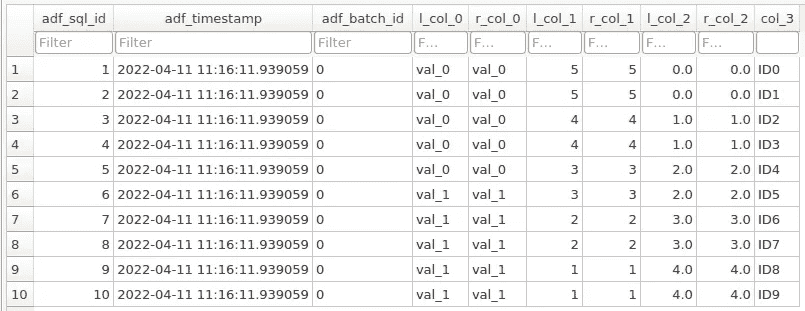 adf_sql_id adf_timestamp adf_batch_id l_col_0 r_col_0 l_col_1 r_col_1 l_col_2 r_col_2 col_3
Filter Filter Filter F... F... F... F... F... F...
1 1 2022-04-11 11:16:11.939059 0 val_0 val_0 5 5 0.0 0.0 ID0
2 2 2022-04-11 11:16:11.939059 0 val_0 val_0 5 5 0.0 0.0 ID1
3 3 2022-04-11 11:16:11.939059 0 val_0 val_0 4 4 1.0 1.0 ID2
4 4 2022-04-11 11:16:11.939059 0 val_0 val_0 4 4 1.0 1.0 ID3
5 5 2022-04-11 11:16:11.939059 0 val_0 val_0 3 3 2.0 2.0 ID4
6 6 2022-04-11 11:16:11.939059 0 val_1 val_1 3 3 2.0 2.0 ID5
7 7 2022-04-11 11:16:11.939059 0 val_1 val_1 2 2 3.0 3.0 ID6
8 8 2022-04-11 11:16:11.939059 0 val_1 val_1 2 2 3.0 3.0 ID7
9 9 2022-04-11 11:16:11.939059 0 val_1 val_1 1 1 4.0 4.0 ID8
10 10 2022-04-11 11:16:11.939059 0 val_1 val_1 1 1 4.0 4.0 ID9